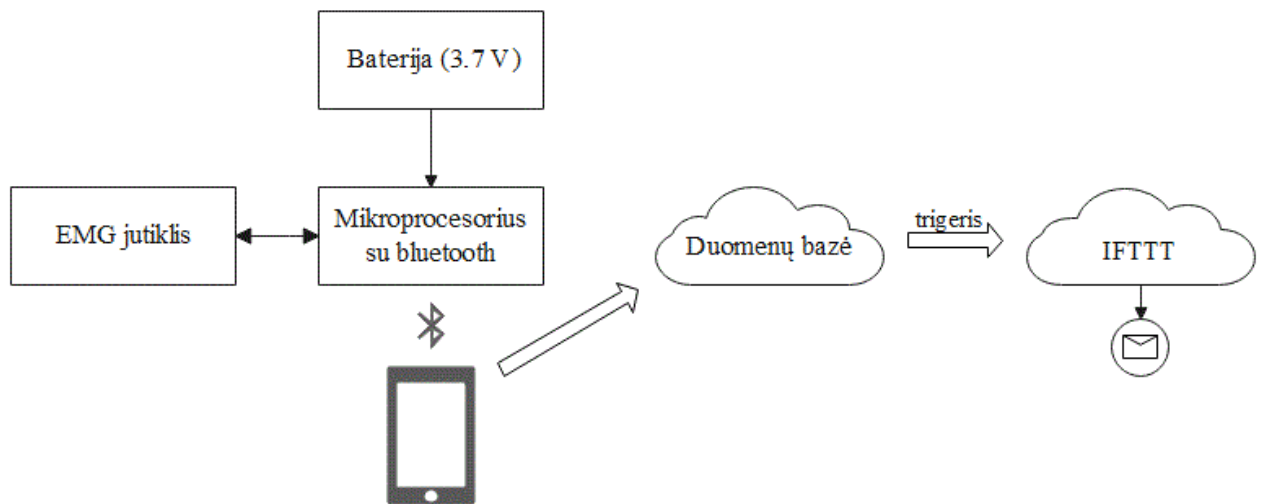 Baterija (3.7 V)
EMG jutiklis
Mikroprocesorius
su bluetooth
Duomenų bazė
trigeris
IFTTT